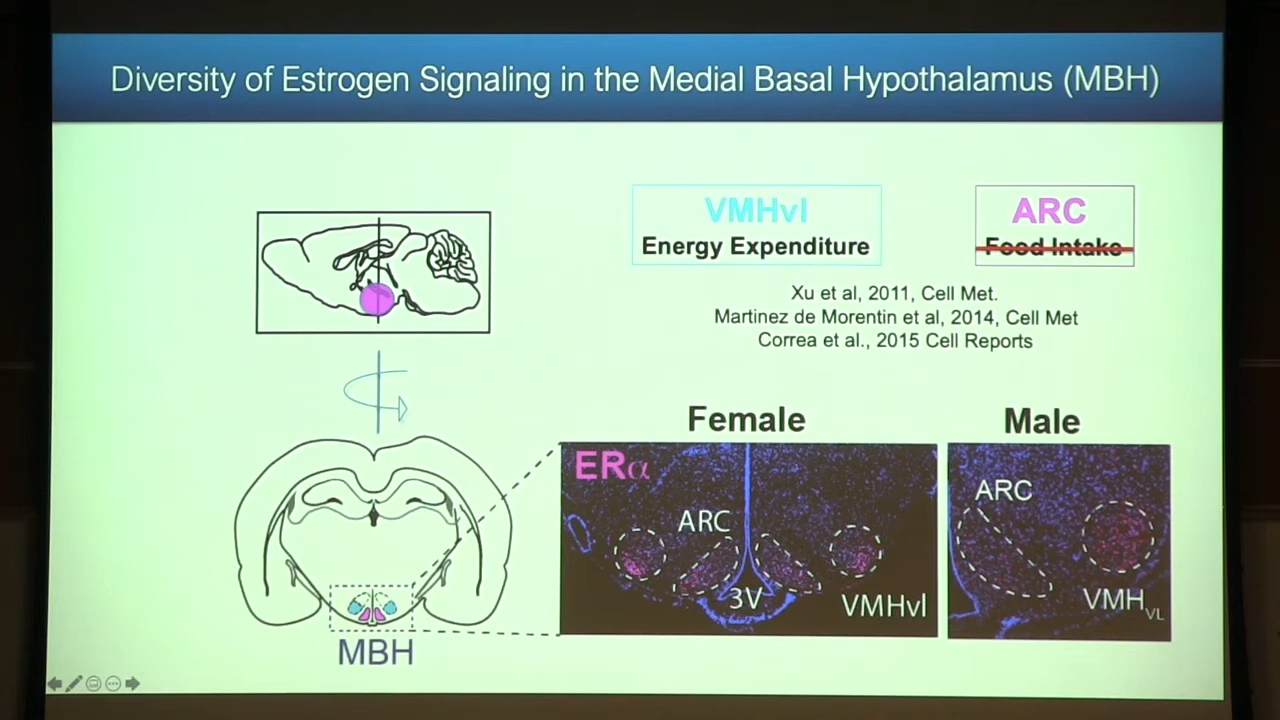 Diversity of Estrogen Signaling in the Medial Basal Hypothalamus (MBH)
VMHvl
Energy Expenditure
ARC
Food Intake
Xu et al, 2011, Cell Met.
Martinez de Morentin et al, 2014, Cell Met
Correa et al., 2015 Cell Reports
Female
Male
ERα
ARC
3V
VMHvl
ARC
VMHVL
MBH